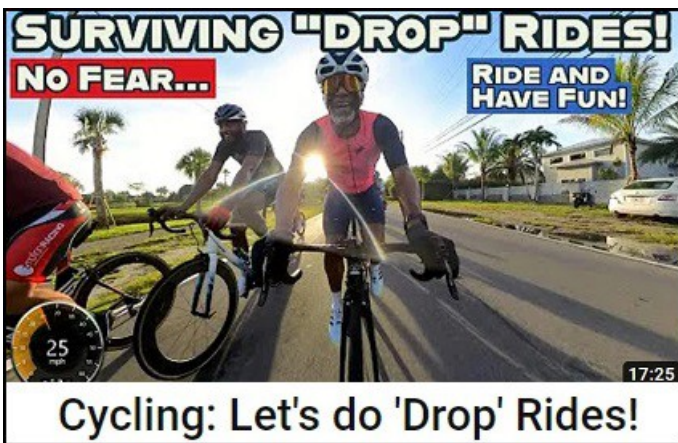 SURVIVING "DROP" RIDES!
NO FEAR...
RIDE AND
HAVE FUN!
25
mph
17:25
Cycling: Let's do 'Drop' Rides!